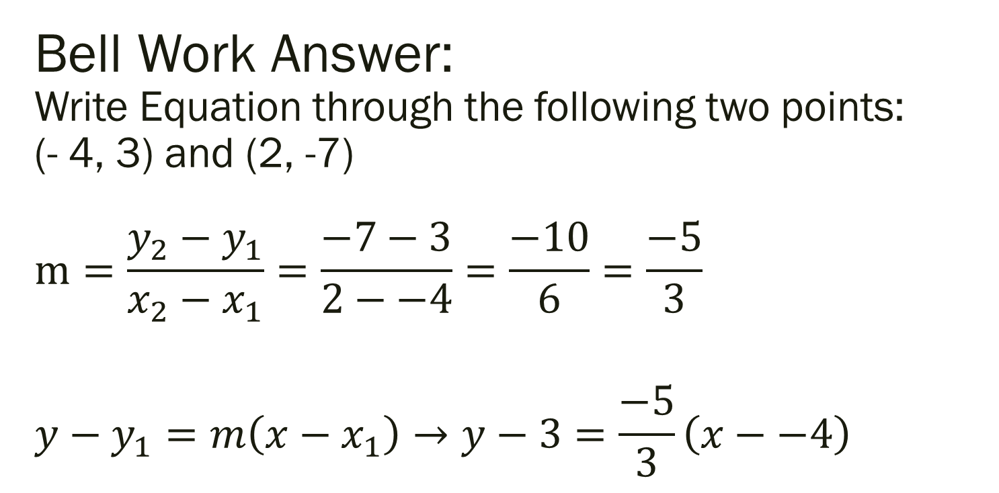 Bell Work Answer:
Write Equation through the following two points:
(- 4, 3) and (2, -7)
m = \frac{y_2 − y_1}{x_2 − x_1} = \frac{−7 − 3}{2 − −4} = \frac{−10}{6} = \frac{−5}{3}
y − y_1 = m(x − x_1) → y − 3 = \frac{−5}{3}(x − −4)